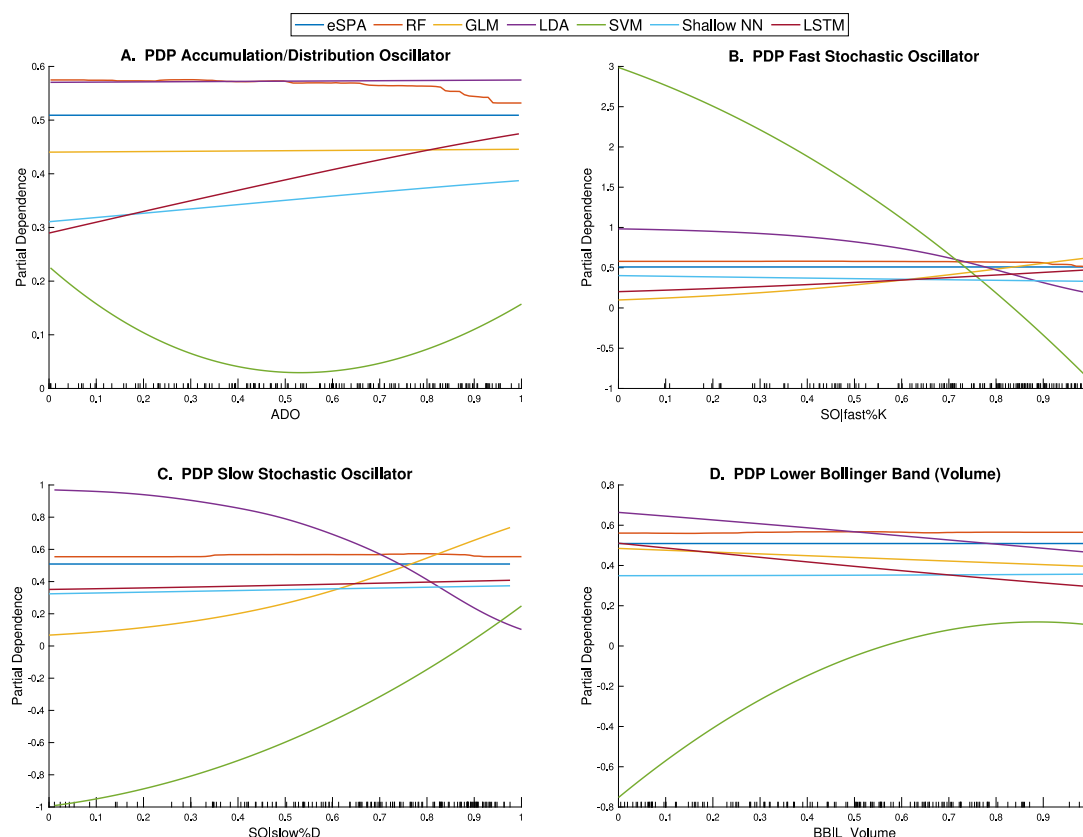 eSPA RF GLM LDA SVM Shallow NN LSTM
A. PDP Accumulation/Distribution Oscillator
Partial Dependence
0.6
0.5
0.4
0.3
0.2
0.1
0
0 0.1 0.2 0.3 0.4 0.5 0.6 0.7 0.8 0.9 1
ADO
B. PDP Fast Stochastic Oscillator
Partial Dependence
3
2.5
2
1.5
1
0.5
0
-0.5
-1
0 0.1 0.2 0.3 0.4 0.5 0.6 0.7 0.8 0.9
SO|fast%K
C. PDP Slow Stochastic Oscillator
Partial Dependence
1
0.8
0.6
0.4
0.2
0
-0.2
-0.4
-0.6
-0.8
-1
0 0.1 0.2 0.3 0.4 0.5 0.6 0.7 0.8 0.9 1
SO|slow%D
D. PDP Lower Bollinger Band (Volume)
Partial Dependence
0.8
0.6
0.4
0.2
0
-0.2
-0.4
-0.6
-0.8
0 0.1 0.2 0.3 0.4 0.5 0.6 0.7 0.8 0.9
BB|L_Volume